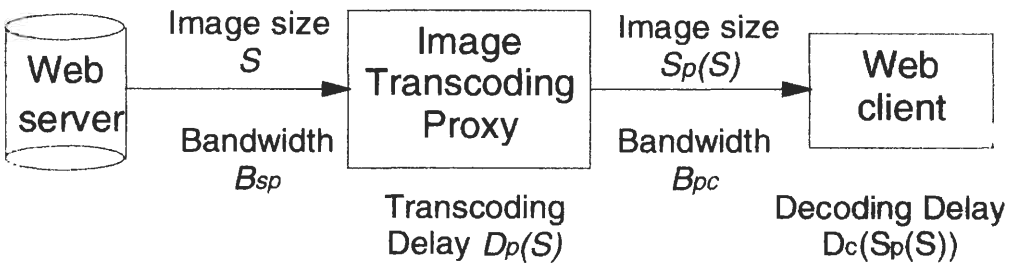 Web
server
Image size
S
Bandwidth
Bsp
Image
Transcoding
Proxy
Transcoding
Delay Dp(S)
Image size
Sp(S)
Bandwidth
Bpc
Web
client
Decoding Delay
Dc(Sp(S))